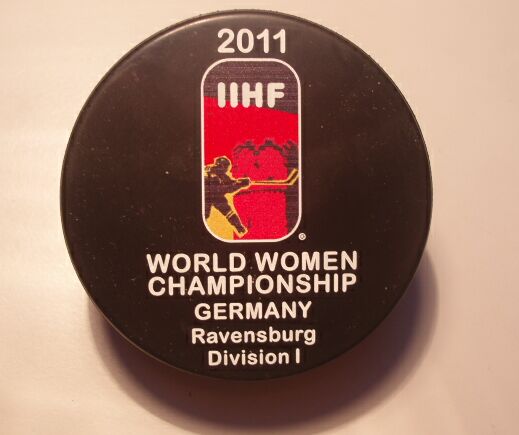 2011
IIHF
®
WORLD WOMEN
CHAMPIONSHIP
GERMANY
Ravensburg
Division I